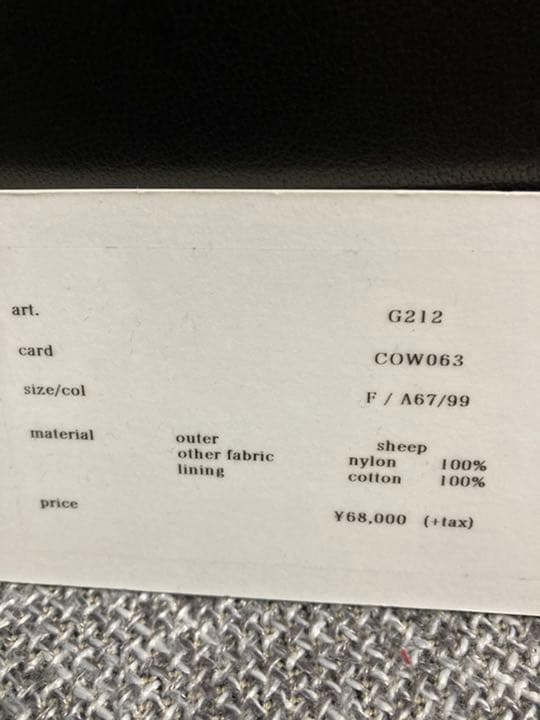 art. G212
card COW063
size/col F / A67/99
material outer sheep
other fabric nylon 100%
lining cotton 100%
price ¥68,000 (+tax)